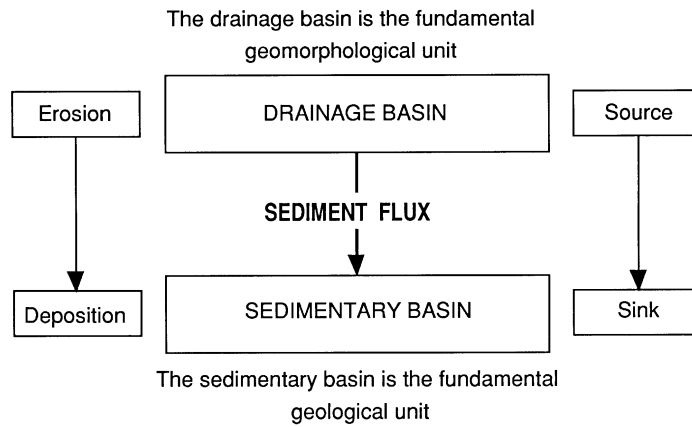 The drainage basin is the fundamental
geomorphological unit
Erosion
DRAINAGE BASIN
Source
SEDIMENT FLUX
Deposition
SEDIMENTARY BASIN
Sink
The sedimentary basin is the fundamental
geological unit